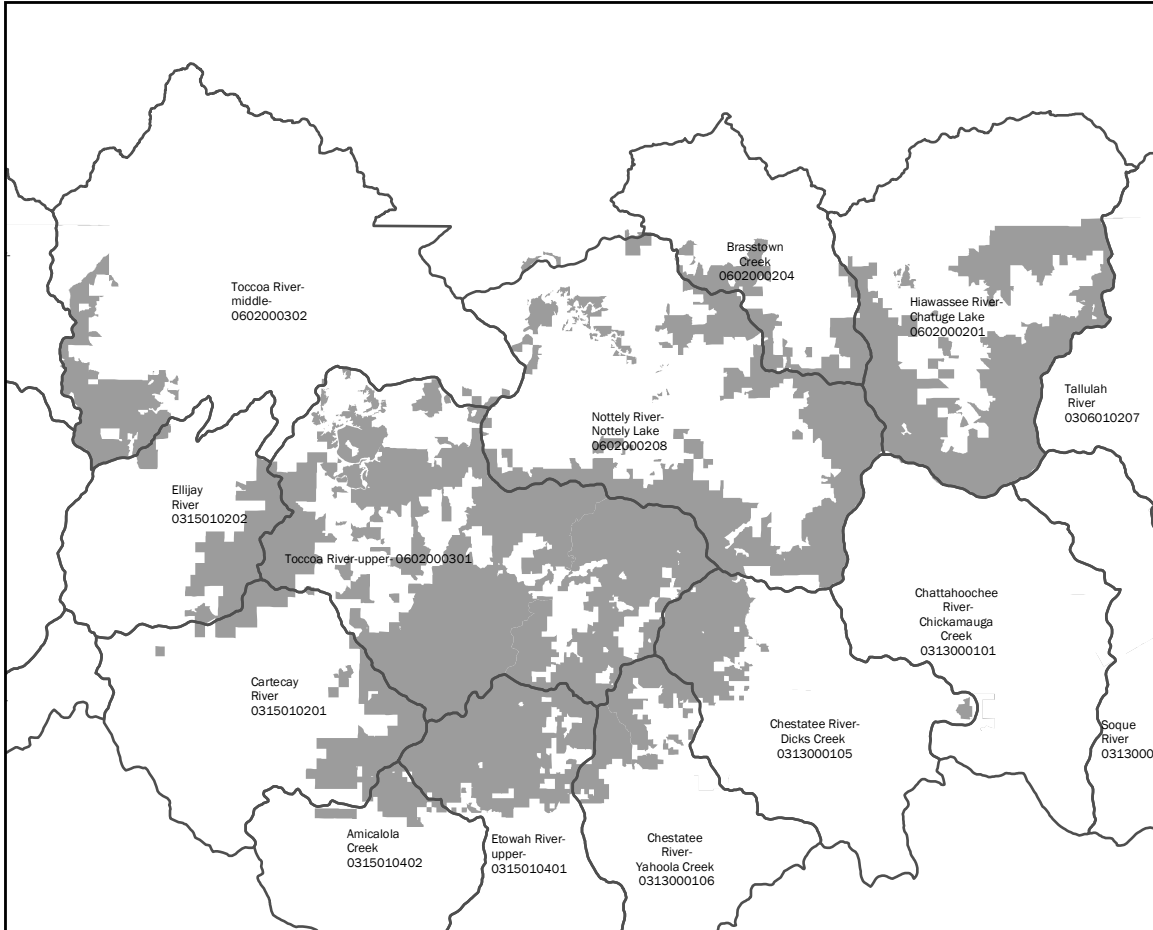 Brasstown
Creek
0602000204
Toccoa River-
middle-
0602000302
Hiawassee River-
Chatuge Lake
0602000201
Tallulah
River
0306010207
Nottely River-
Nottely Lake
0602000208
Ellijay
River
0315010202
Toccoa River-upper- 0602000301
Chattahoochee
River-
Chickamauga
Creek
0313000101
Cartecay
River
0315010201
Chestatee River-
Dicks Creek
0313000105
Soque
River
0313000
Amicalola
Creek
0315010402
Etowah River-
upper-
0315010401
Chestatee
River-
Yahoola Creek
0313000106